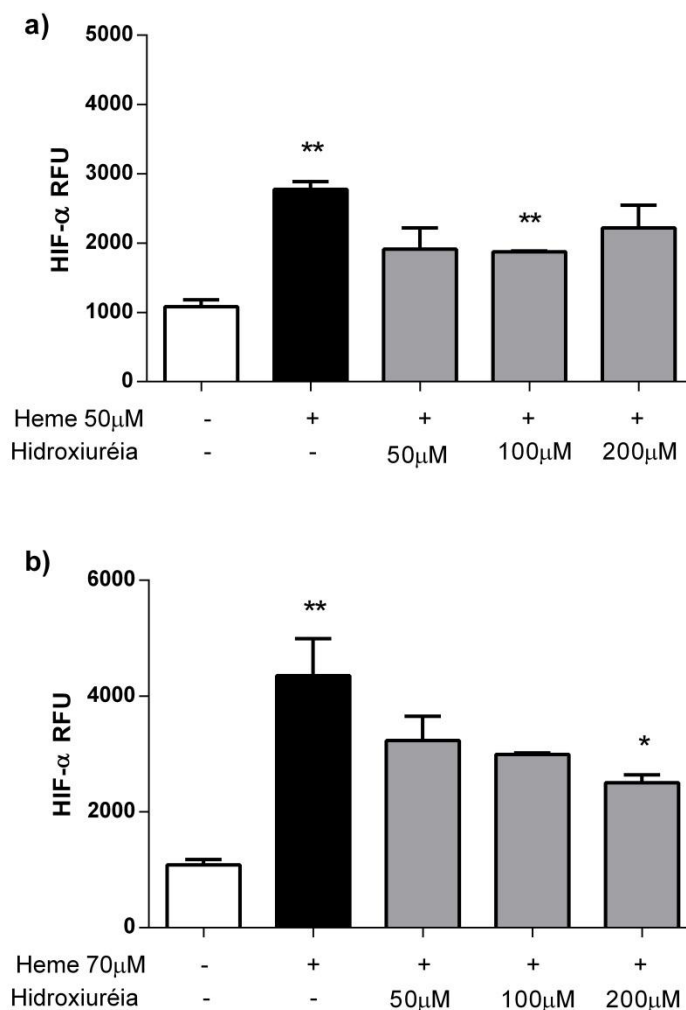 a)
5000
4000
3000
2000
1000
0
HIF-α RFU
**
**
Heme 50µM - + + + +
Hidroxiuréia - - 50µM 100µM 200µM
b)
6000
4000
2000
0
HIF-α RFU
**
*
Heme 70µM - + + + +
Hidroxiuréia - - 50µM 100µM 200µM